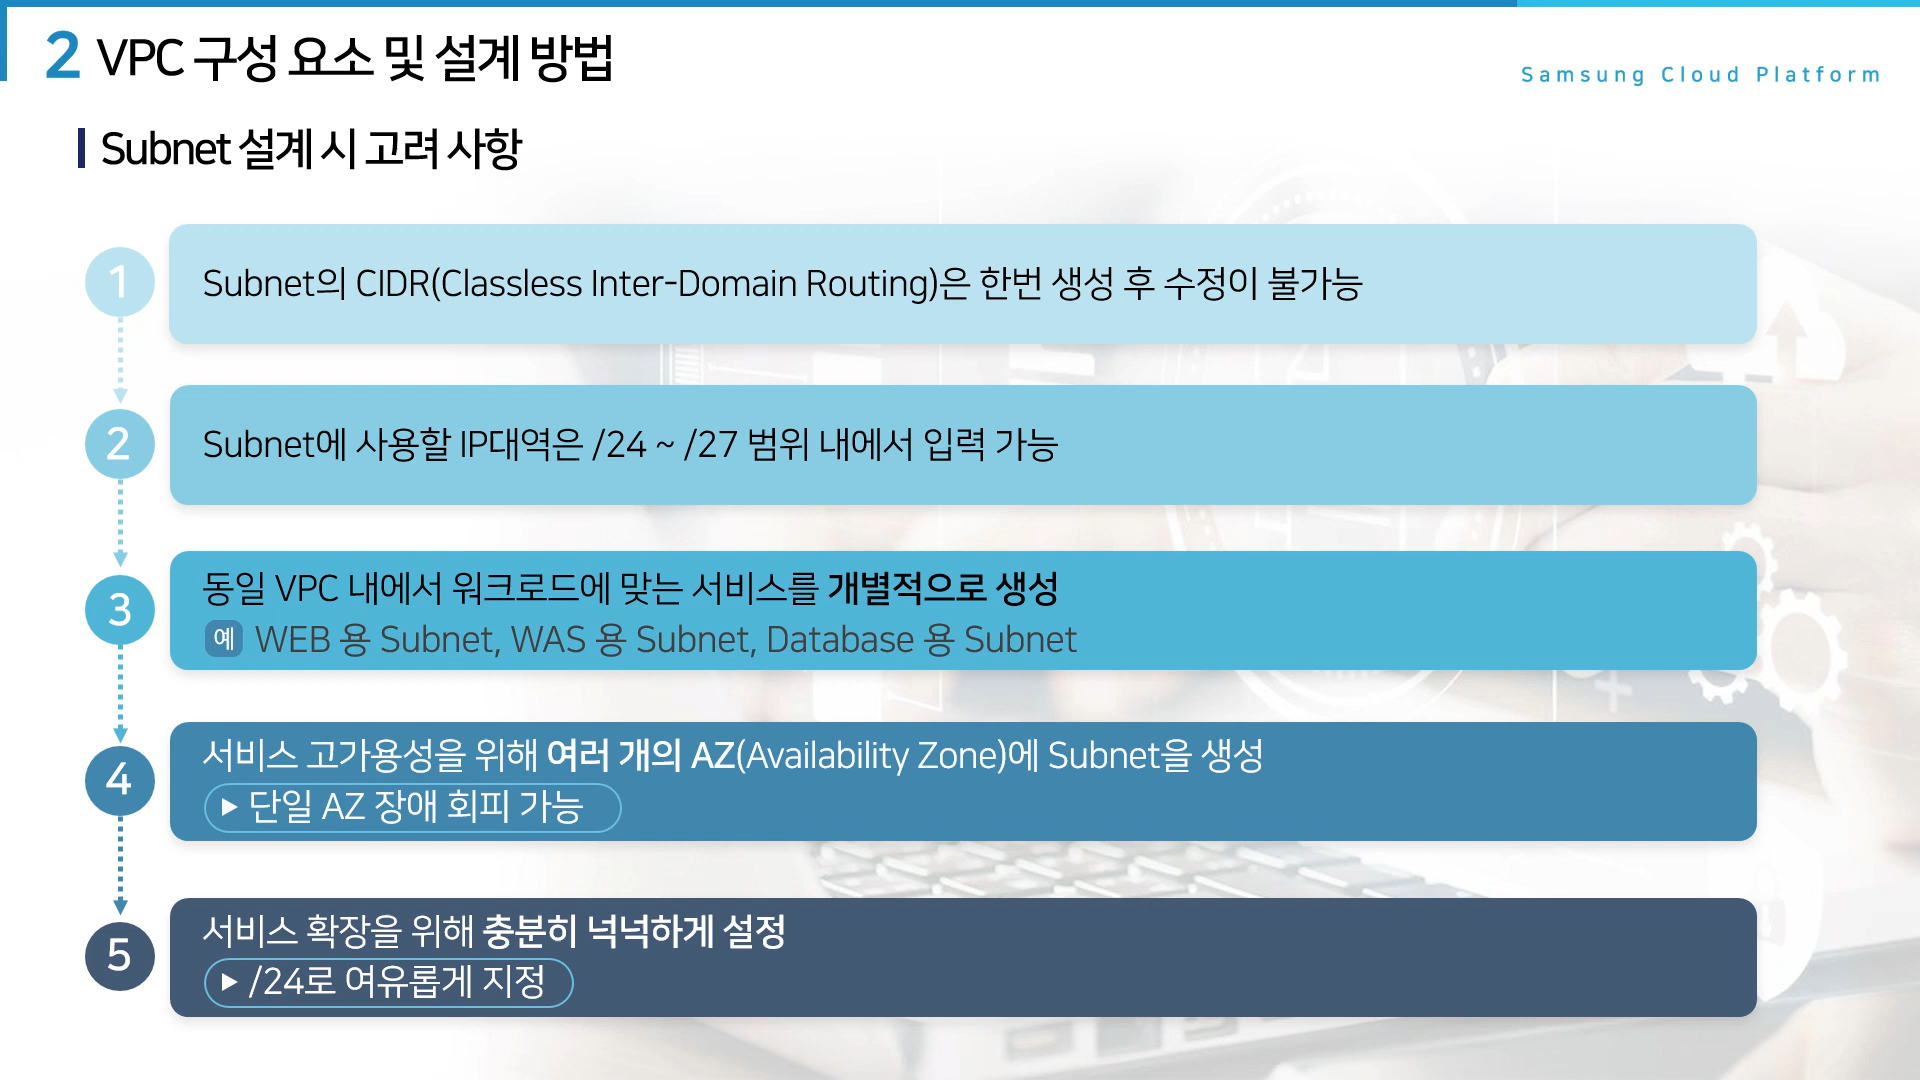 2 VPC 구성 요소 및 설계 방법
Samsung Cloud Platform
Subnet 설계 시 고려 사항
1 Subnet의 CIDR(Classless Inter-Domain Routing)은 한번 생성 후 수정이 불가능
2 Subnet에 사용할 IP대역은 /24 ~ /27 범위 내에서 입력 가능
3 동일 VPC 내에서 워크로드에 맞는 서비스를 개별적으로 생성
예 WEB 용 Subnet, WAS 용 Subnet, Database 용 Subnet
4 서비스 고가용성을 위해 여러 개의 AZ(Availability Zone)에 Subnet을 생성
▶ 단일 AZ 장애 회피 가능
5 서비스 확장을 위해 충분히 넉넉하게 설정
▶ /24로 여유롭게 지정